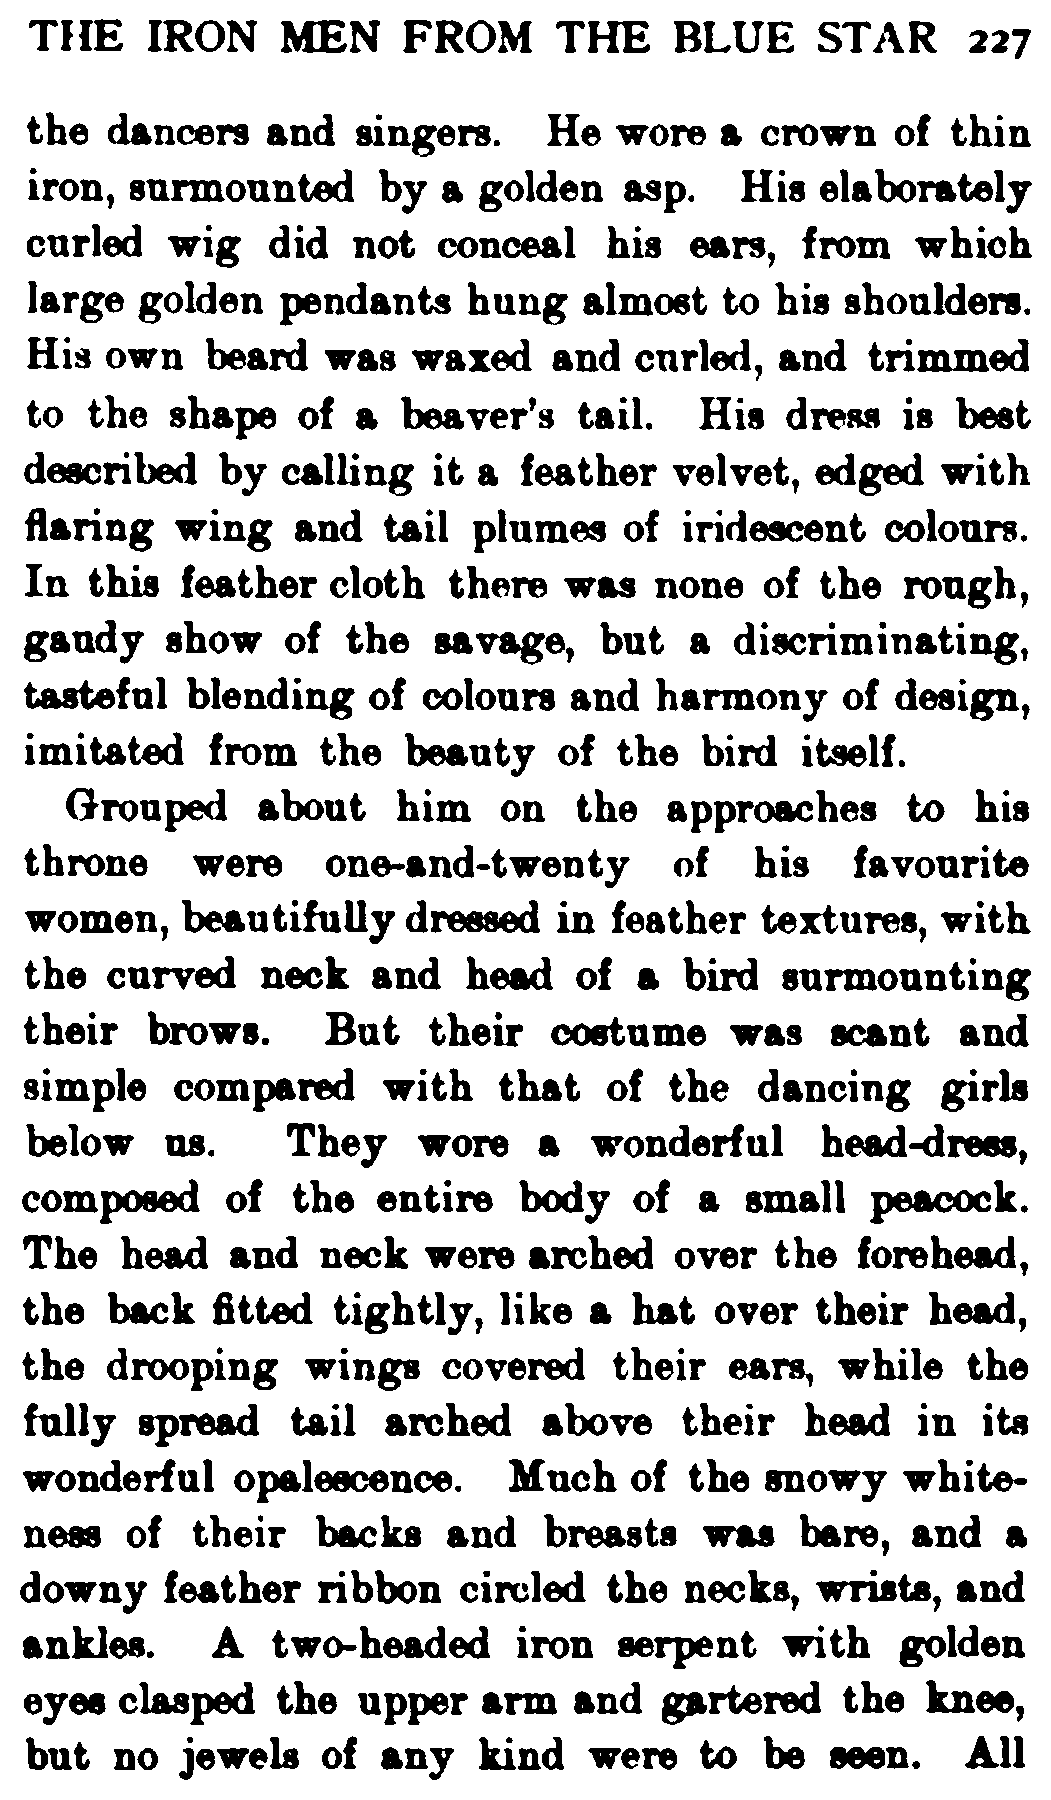 THE IRON MEN FROM THE BLUE STAR 227
the dancers and singers. He wore a crown of thin
iron, surmounted by a golden asp. His elaborately
curled wig did not conceal his ears, from which
large golden pendants hung almost to his shoulders.
His own beard was waxed and curled, and trimmed
to the shape of a beaver's tail. His dress is best
described by calling it a feather velvet, edged with
flaring wing and tail plumes of iridescent colours.
In this feather cloth there was none of the rough,
gaudy show of the savage, but a discriminating,
tasteful blending of colours and harmony of design,
imitated from the beauty of the bird itself.
Grouped about him on the approaches to his
throne were one-and-twenty of his favourite
women, beautifully dressed in feather textures, with
the curved neck and head of a bird surmounting
their brows. But their costume was scant and
simple compared with that of the dancing girls
below us. They wore a wonderful head-dress,
composed of the entire body of a small peacock.
The head and neck were arched over the forehead,
the back fitted tightly, like a hat over their head,
the drooping wings covered their ears, while the
fully spread tail arched above their head in its
wonderful opalescence. Much of the snowy white-
ness of their backs and breasts was bare, and a
downy feather ribbon circled the necks, wrists, and
ankles. A two-headed iron serpent with golden
eyes clasped the upper arm and gartered the knee,
but no jewels of any kind were to be seen. All